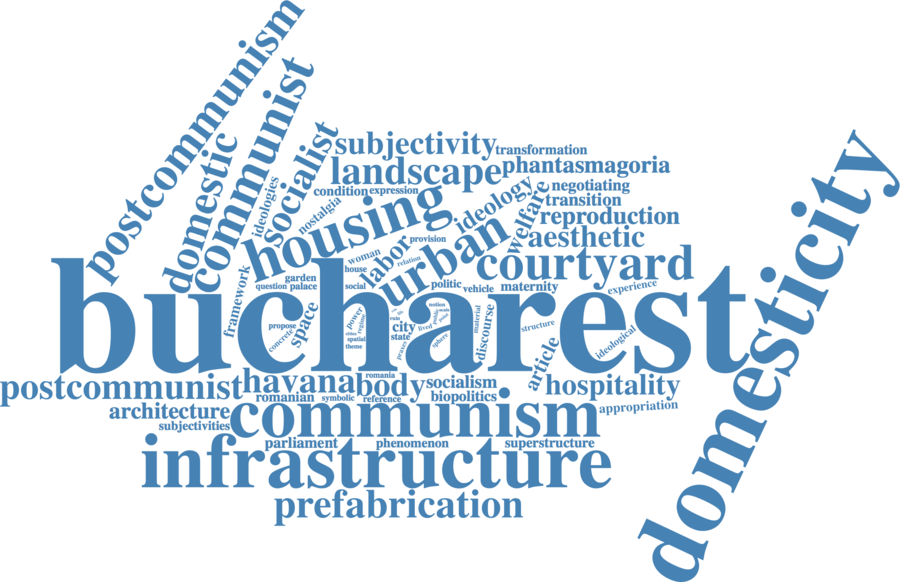 postcommunism
communist
domestic
socialist
ideologies
subjectivity
transformation
landscape
phantasmagoria
condition
expression
nostalgia
housing
ideology
welfare
negotiating
transition
reproduction
aesthetic
urban
labor
provision
woman
relation
house
courtyard
framework
garden
question
palace
social
politic
vehicle
maternity
experience
bucharest
domesticity
space
propose
concrete
power
regime
spatial
theme
city
state
lived
notion
sphere
material
discourse
structure
article
ideological
postcommunist
havana
romania
body
socialism
hospitality
romanian
symbolic
reference
biopolitics
architecture
communism
appropriation
subjectivities
parliament
phenomenon
superstructure
infrastructure
prefabrication